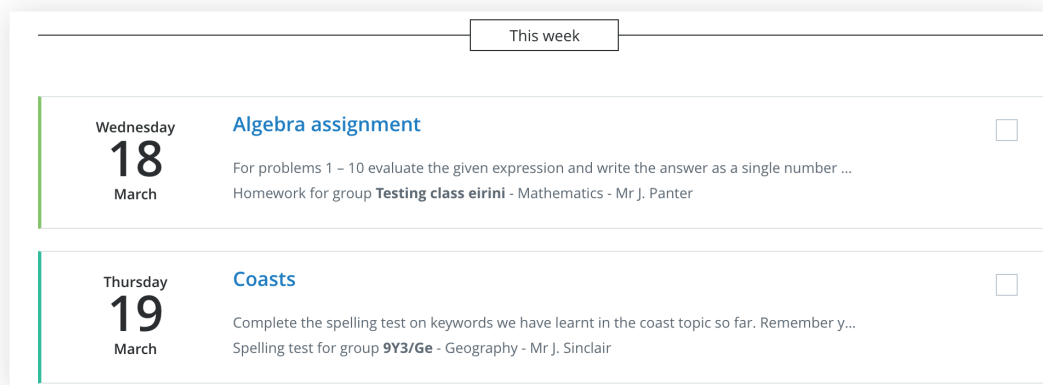 This week
Wednesday
18
March
Algebra assignment
For problems 1 – 10 evaluate the given expression and write the answer as a single number ...
Homework for group Testing class eirini - Mathematics - Mr J. Panter
Thursday
19
March
Coasts
Complete the spelling test on keywords we have learnt in the coast topic so far. Remember y...
Spelling test for group 9Y3/Ge - Geography - Mr J. Sinclair